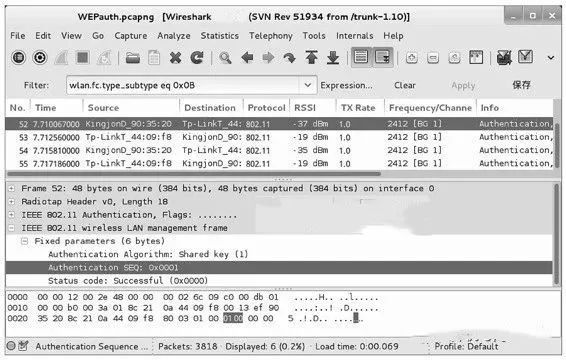 WEPauth.pcapng [Wireshark (SVN Rev 51934 from /trunk-1.10)]
File Edit View Go Capture Analyze Statistics Telephony Tools Internals Help
Filter: wlan.fc.type_subtype eq 0x0B Expression... Clear Apply 保存
No. Time Source Destination Protocol RSSI TX Rate Frequency/Channe Info
52 7.710067000 KingjonD_90:35:20 Tp-LinkT_44: 802.11 -37 dBm 1.0 2412 [BG 1] Authentication,
53 7.712560000 Tp-LinkT_44:09:f8 KingjonD_90: 802.11 -19 dBm 1.0 2412 [BG 1] Authentication,
54 7.715810000 KingjonD_90:35:20 Tp-LinkT_44: 802.11 -35 dBm 1.0 2412 [BG 1] Authentication,
55 7.717186000 Tp-LinkT_44:09:f8 KingjonD_90: 802.11 -19 dBm 1.0 2412 [BG 1] Authentication,
Frame 52: 48 bytes on wire (384 bits), 48 bytes captured (384 bits) on interface 0
Radiotap Header v0, Length 18
IEEE 802.11 Authentication, Flags: ........
IEEE 802.11 wireless LAN management frame
Fixed parameters (6 bytes)
Authentication Algorithm: Shared key (1)
Authentication SEQ: 0x0001
Status code: Successful (0x0000)
0000 00 00 12 00 2e 48 00 00 00 02 6c 09 c0 00 db 01 .....H.. ..l.....
0010 00 00 b0 00 3a 01 8c 21 0a 44 09 f8 00 13 ef 90 ....:..! .D......
0020 35 20 8c 21 0a 44 09 f8 80 03 01 00 01 00 00 00 5 .!.D.. ........
Authentication Sequence ... Packets: 3818 · Displayed: 6 (0.2%) · Load time: 0:00.069 Profile: Default